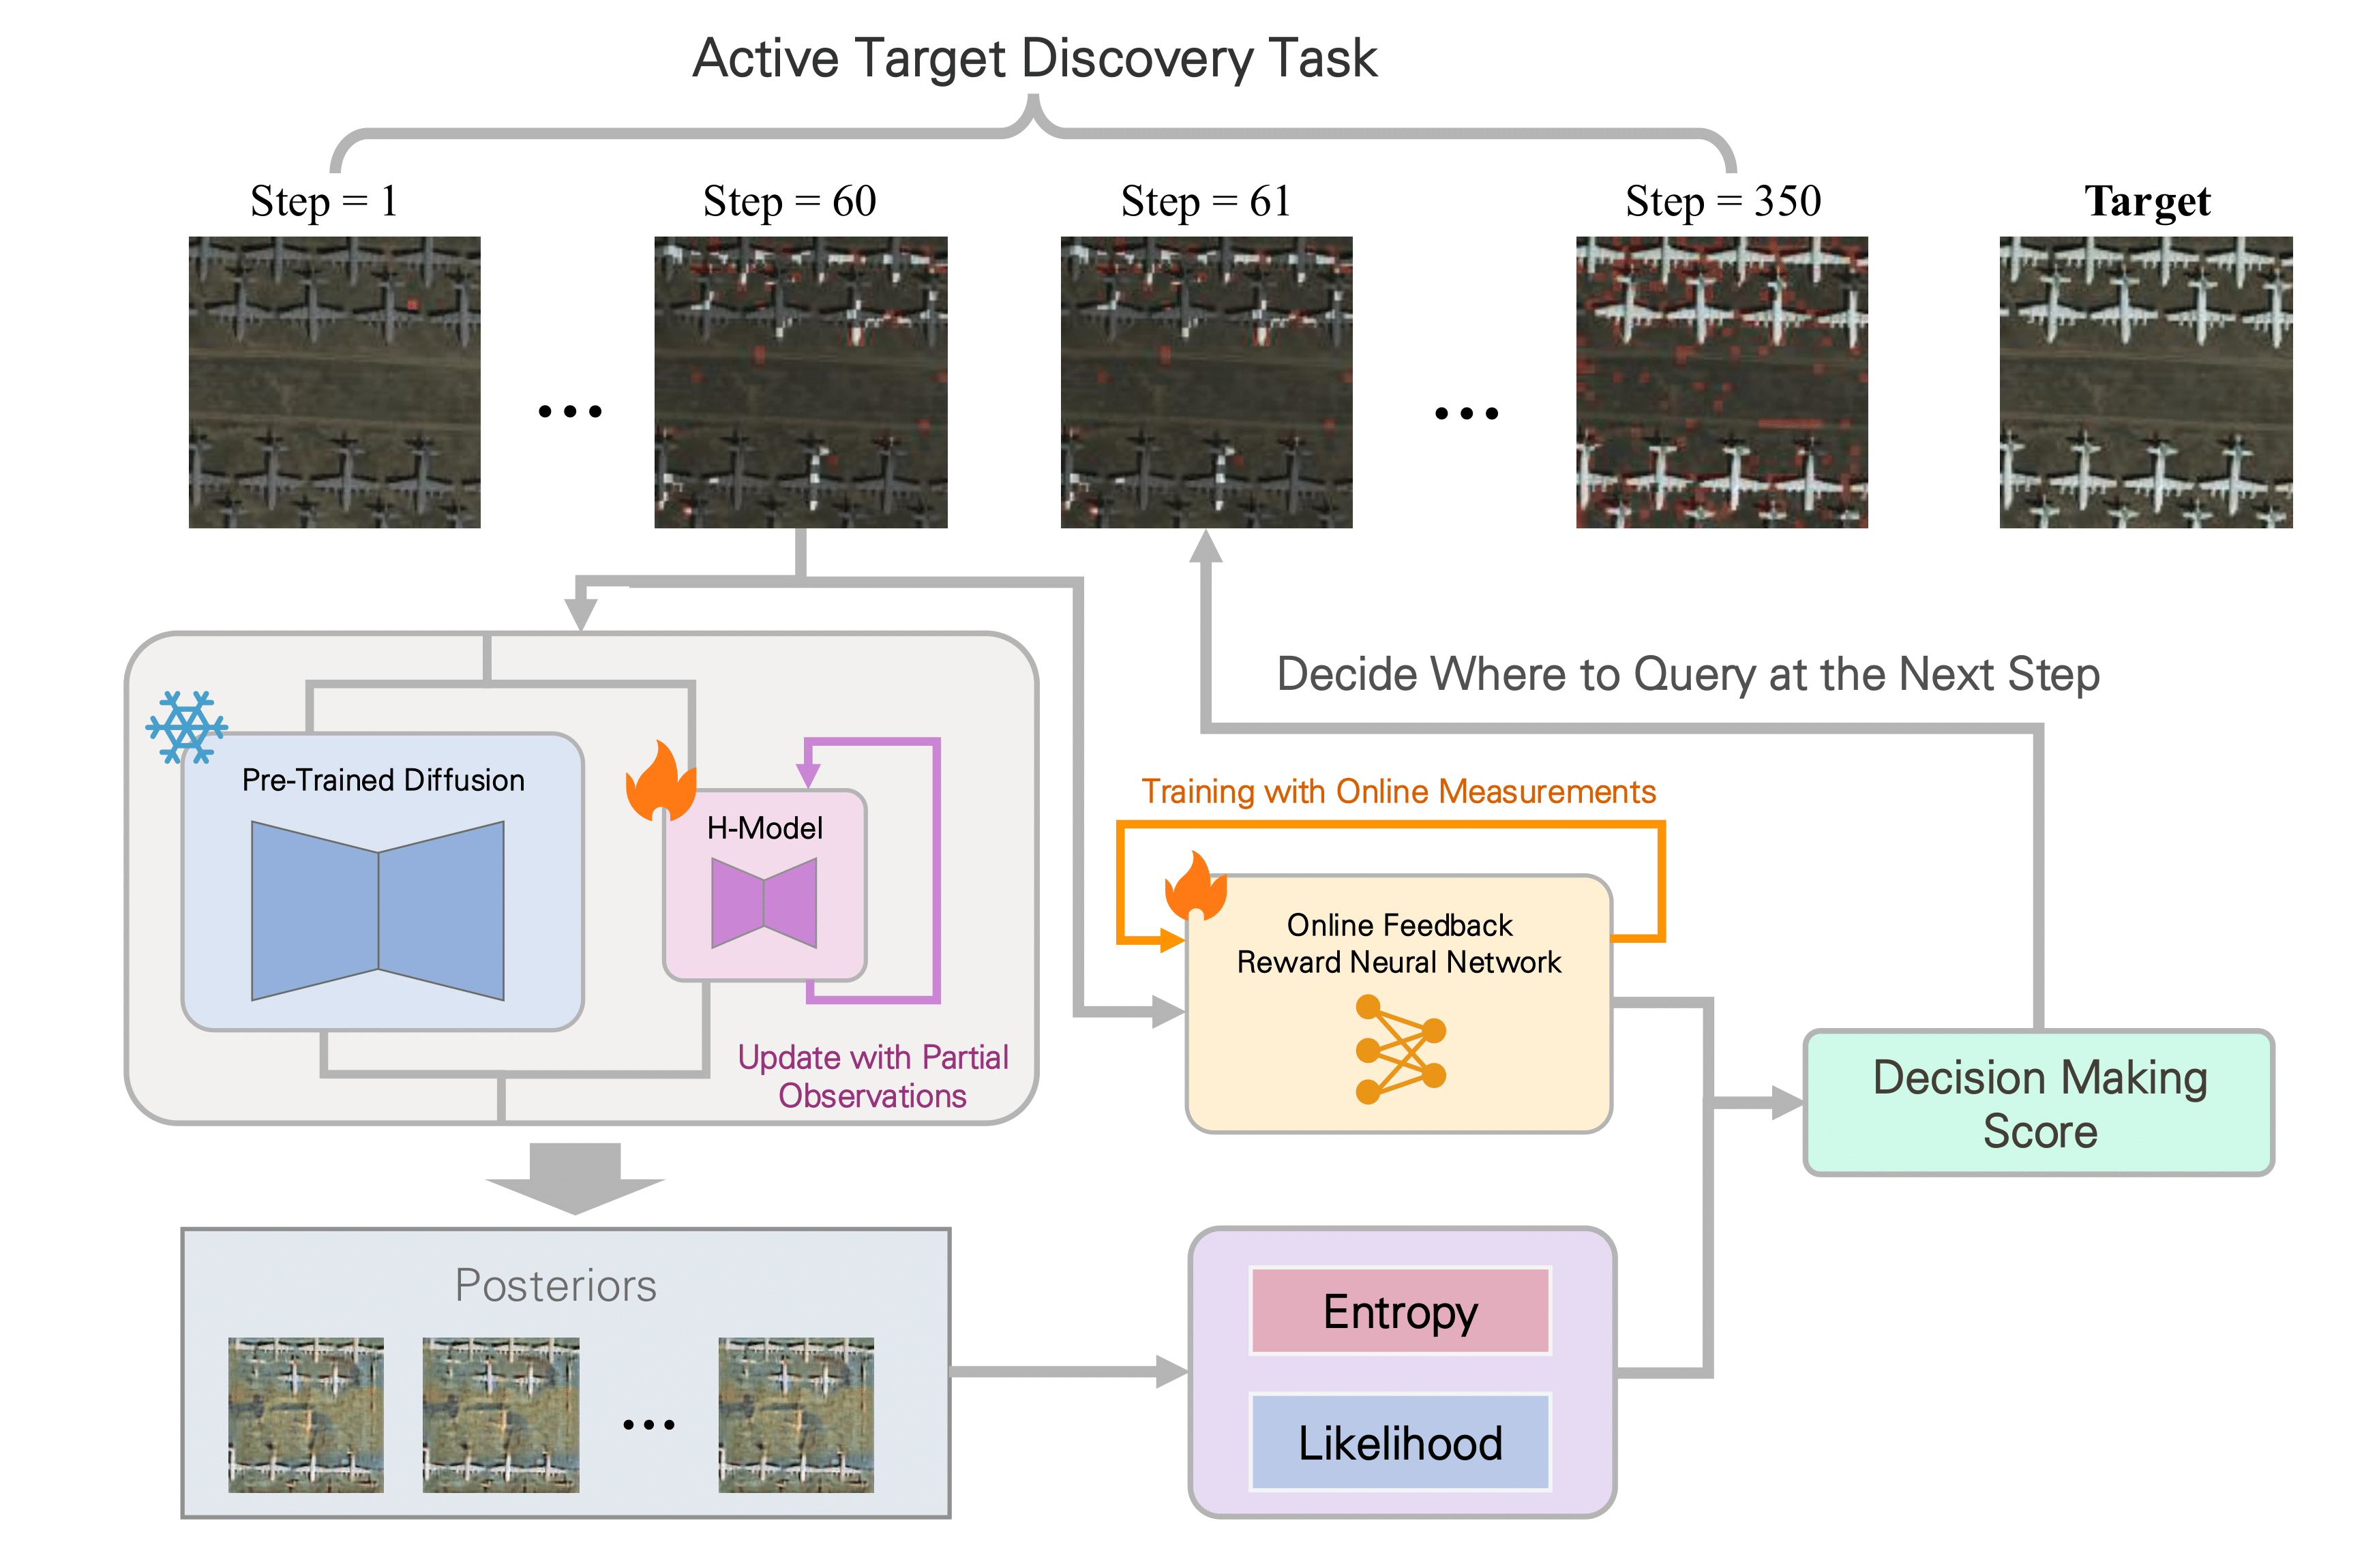 Active Target Discovery Task
Step = 1
Step = 60
Step = 61
Step = 350
Target
Decide Where to Query at the Next Step
Pre-Trained Diffusion
H-Model
Update with Partial
Observations
Training with Online Measurements
Online Feedback
Reward Neural Network
Decision Making
Score
Posteriors
Entropy
Likelihood